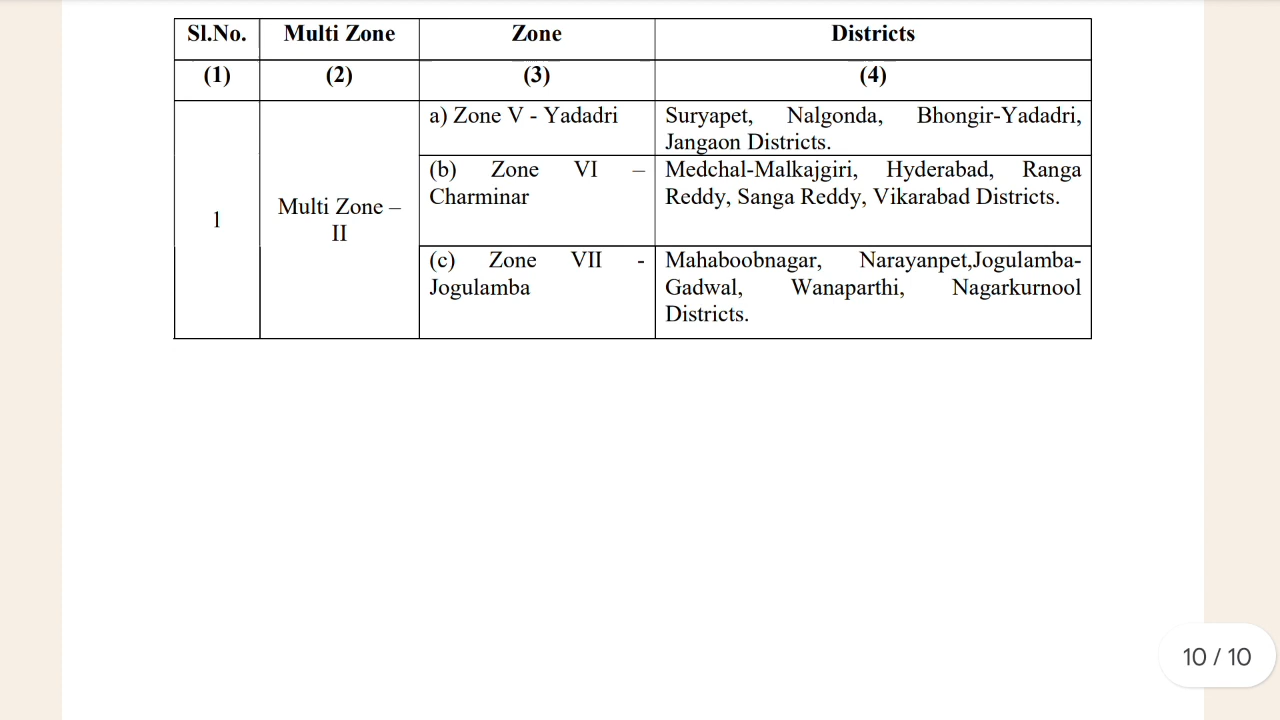 Sl.No. Multi Zone Zone Districts
(1) (2) (3) (4)
1
Multi Zone –
II
a) Zone V - Yadadri
Suryapet, Nalgonda, Bhongir-Yadadri,
Jangaon Districts.
(b) Zone VI –
Charminar
Medchal-Malkajgiri, Hyderabad, Ranga
Reddy, Sanga Reddy, Vikarabad Districts.
(c) Zone VII -
Jogulamba
Mahaboobnagar, Narayanpet,Jogulamba-
Gadwal, Wanaparthi, Nagarkurnool
Districts.
10 / 10